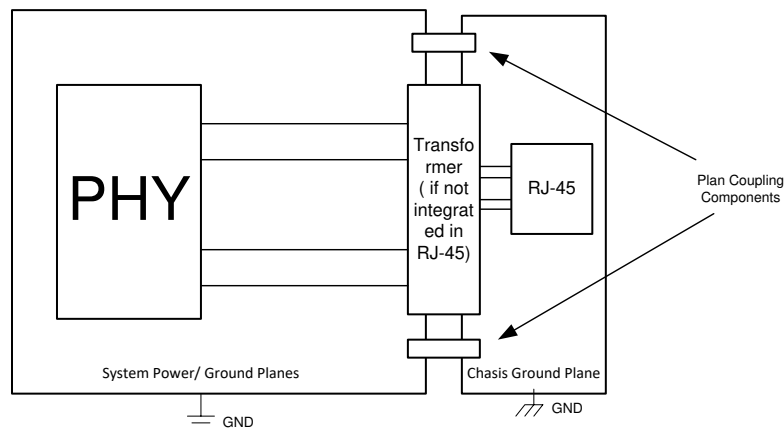 PHY
Transfo
rmer
( if not
integrat
ed in
RJ-45)
RJ-45
Plan Coupling
Components
System Power/ Ground Planes
Chasis Ground Plane
GND
GND